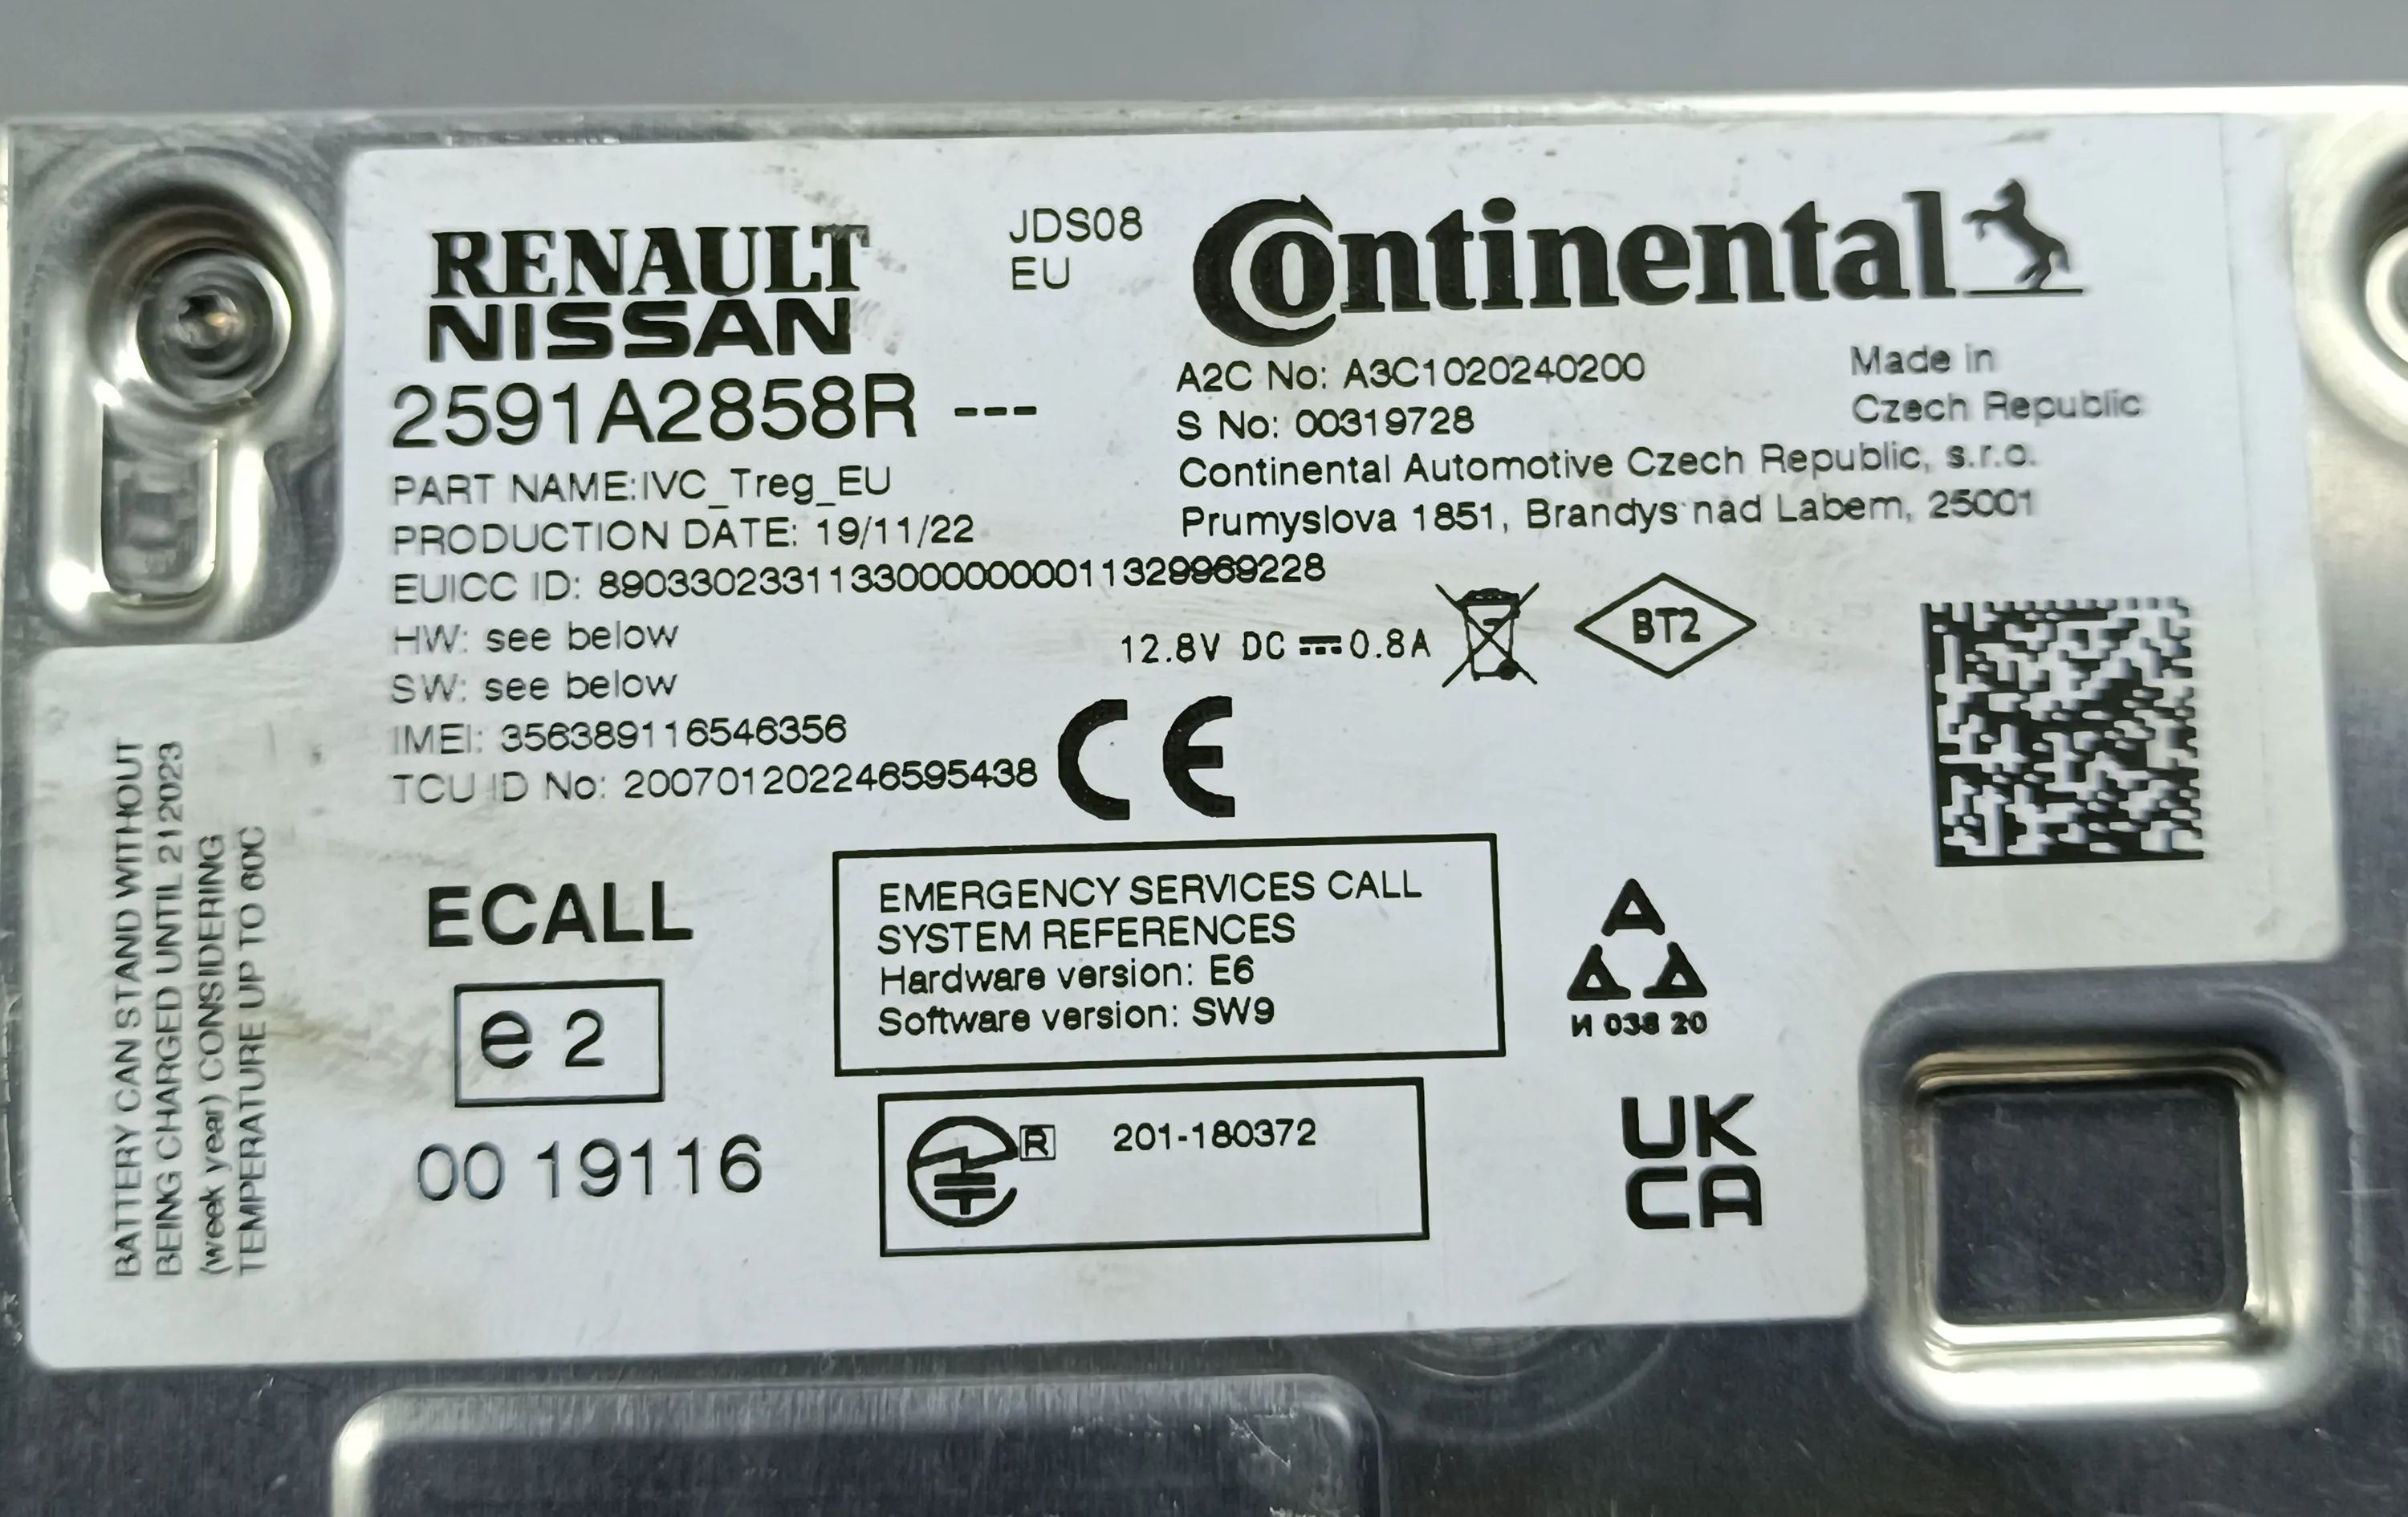 RENAULT
NISSAN
JDS08
EU
Continental
2591A2858R ---
A2C No: A3C1020240200
S No: 00319728
Made in
Czech Republic
Continental Automotive Czech Republic, s.r.o.
Prumyslova 1851, Brandys nad Labem, 25001
PART NAME:IVC_Treg_EU
PRODUCTION DATE: 19/11/22
EUICC ID: 89033023311330000000011329969228
HW: see below
SW: see below
12.8V DC 0.8A
BT2
IMEI: 356389116546356
TCU ID No: 200701202246595438
CE
BATTERY CAN STAND WITHOUT
BEING CHARGED UNTIL 212023
(week year) CONSIDERING
TEMPERATURE UP TO 60C
ECALL
e 2
00 19116
EMERGENCY SERVICES CALL
SYSTEM REFERENCES
Hardware version: E6
Software version: SW9
R 201-180372
И 038 20
UK
CA